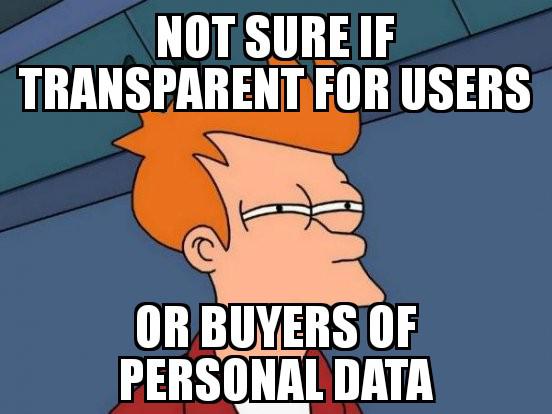 NOT SURE IF
TRANSPARENT FOR USERS
OR BUYERS OF
PERSONAL DATA